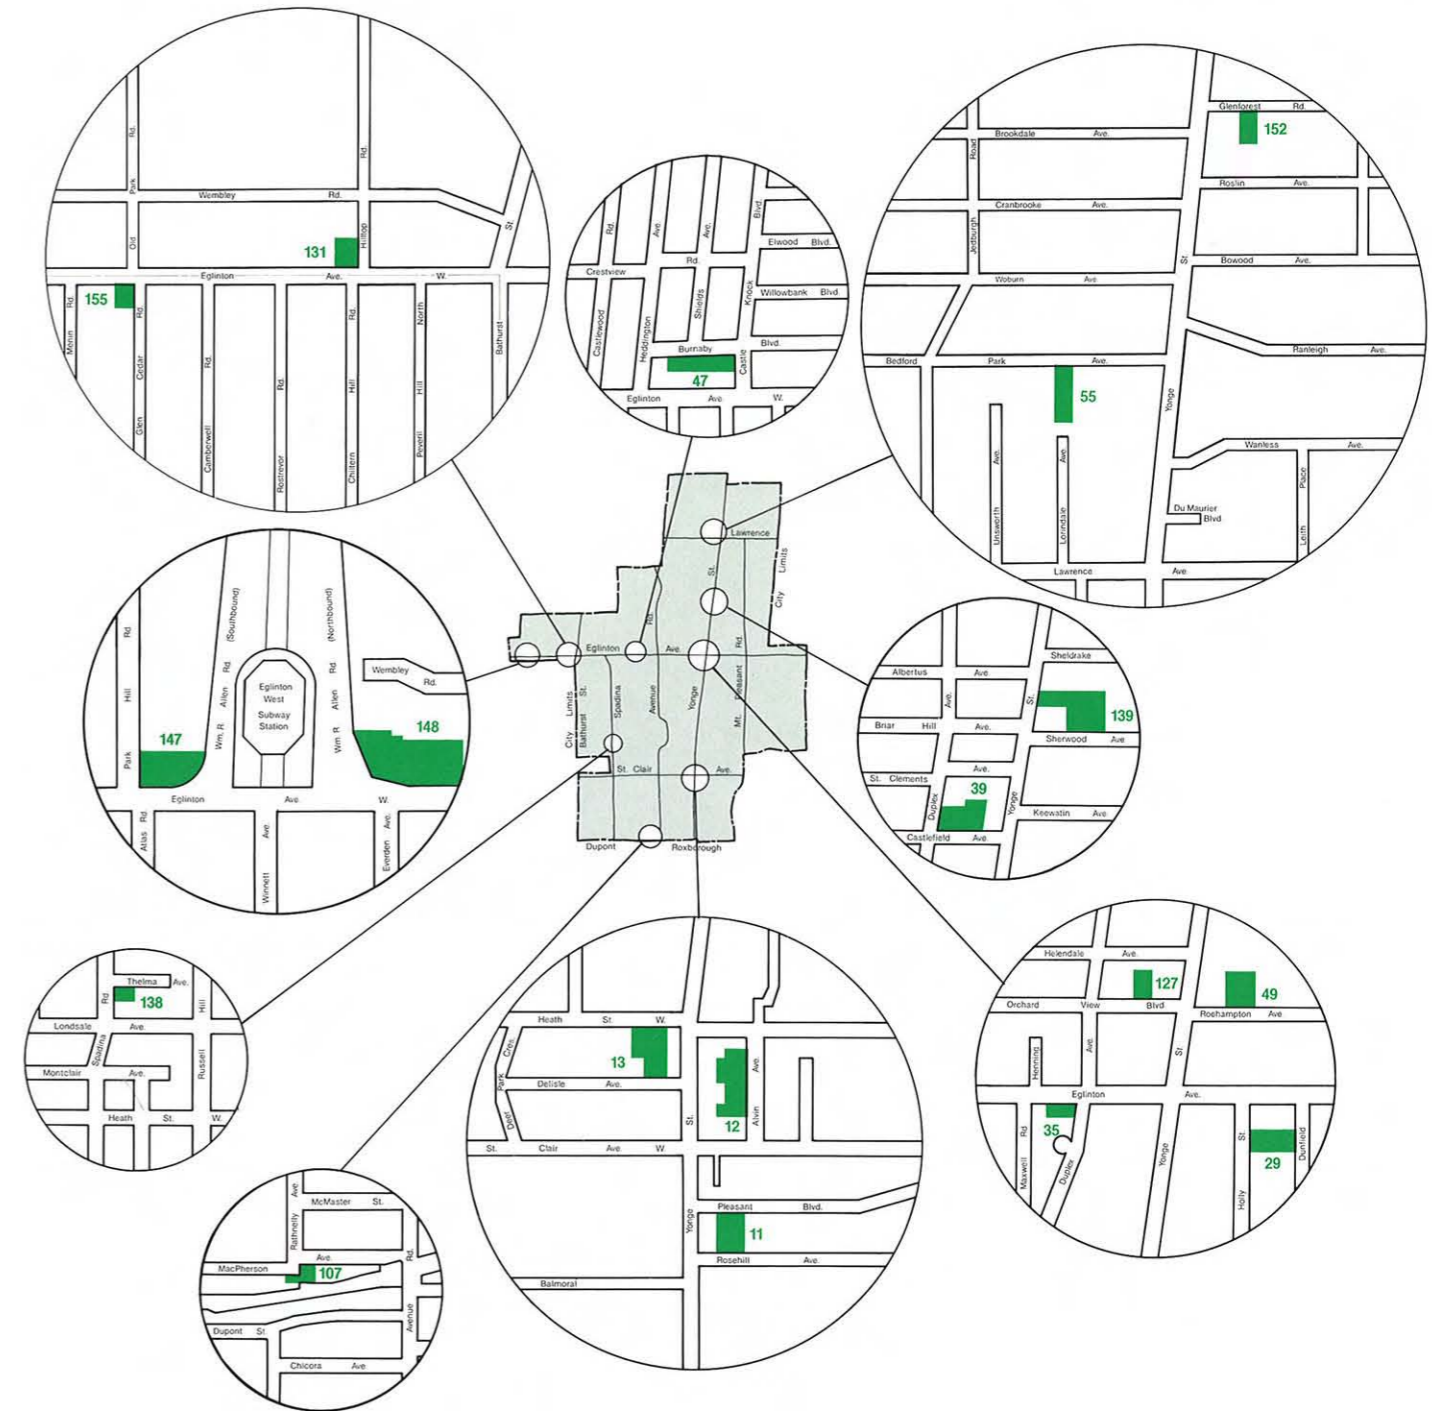 Park Rd.
Old
Wembley Rd.
Hilltop Rd.
131
Eglinton Ave. W.
155
Menin Rd.
Glen Cedar Rd.
Camberwell Rd.
Rostrevor Rd.
Chiltern Hill Rd.
Peveril Hill North
Bathurst St.
Crestview Rd.
Castlewood Rd.
Heddington Ave.
Shields Ave.
Castle Knock Blvd.
Elwood Blvd.
Willowbank Blvd.
Burnaby Blvd.
47
Eglinton Ave W.
Glenforest Rd.
152
Brookdale Ave.
Roslin Ave.
Cranbrooke Ave.
Jedburgh Road
Bowood Ave.
Woburn Ave
Yonge St.
Ranleigh Ave.
Bedford Park Ave.
55
Wanless Ave.
Unsworth Ave.
Lorindale Ave.
Du Maurier
Blvd
Leith Place
Lawrence Ave
Park Hill Rd
Wm. R. Allen Rd (Southbound)
Wm. R Allen Rd (Northbound)
Eglinton
West
Subway
Station
Wembley Rd.
147
148
Eglinton Ave. W.
Atlas Rd.
Winnett Ave.
Everden Ave.
Lawrence
City Limits
Eglinton Ave.
City Limits
Bathurst St.
Spadina Rd.
Avenue
Yonge St.
Mt. Pleasant Rd.
St. Clair Ave.
Dupont
Roxborough
Sheldrake
Albertus Ave.
139
Briar Hill Ave.
Sherwood Ave
St. Clements Ave.
39
Duplex Ave.
Yonge St.
Keewatin Ave
Castlefield Ave.
Thelma Ave.
138
Londsale Ave.
Spadina Rd
Russell Hill
Montclair Ave.
Heath St. W.
Rathnelly Ave
McMaster St.
MacPherson Ave.
107
Avenue Rd.
Dupont St.
Chicora Ave
Heath St. W.
Deer Park Cres.
13
Delisle Ave.
12
Alvin Ave.
St. Clair Ave W.
Yonge St.
Pleasant Blvd.
11
Rosehill Ave.
Balmoral
Helendale Ave.
127
49
Orchard View Blvd.
Roehampton Ave
Henning
Eglinton Ave.
35
Maxwell Rd
Duplex Ave.
Yonge St
Holly St.
29
Dunfield